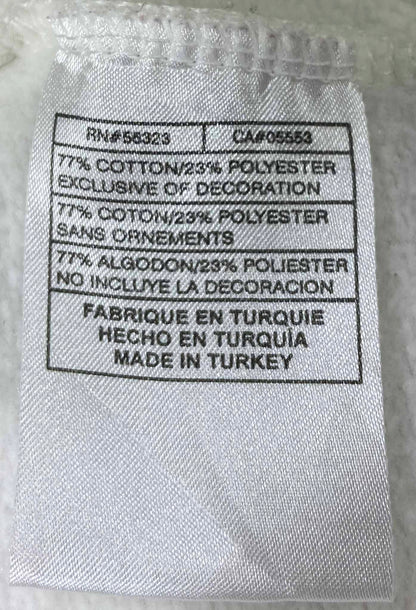 RN#56323 CA#05553
77% COTTON/23% POLYESTER
EXCLUSIVE OF DECORATION
77% COTON/23% POLYESTER
SANS ORNEMENTS
77% ALGODON/23% POLIESTER
NO INCLUYE LA DECORACION
FABRIQUE EN TURQUIE
HECHO EN TURQUÍA
MADE IN TURKEY